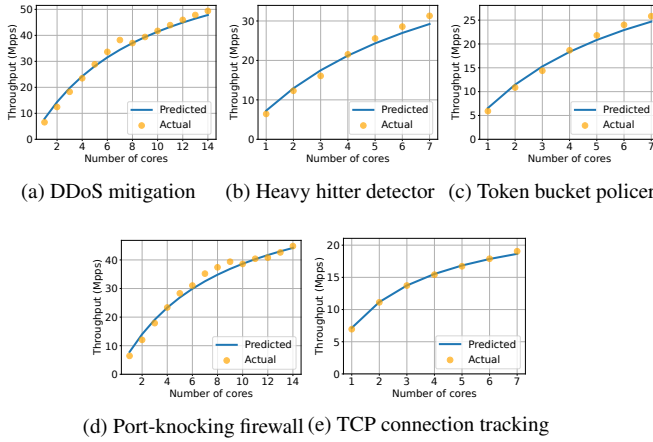 50
40
30
20
10
0
Throughput (Mpps)
2 4 6 8 10 12 14
Number of cores
Predicted
Actual
30
20
10
0
Throughput (Mpps)
1 2 3 4 5 6 7
Number of cores
Predicted
Actual
25
20
15
10
5
0
Throughput (Mpps)
1 2 3 4 5 6 7
Number of cores
Predicted
Actual
(a) DDoS mitigation (b) Heavy hitter detector (c) Token bucket policer
40
30
20
10
0
Throughput (Mpps)
2 4 6 8 10 12 14
Number of cores
Predicted
Actual
20
15
10
5
0
Throughput (Mpps)
1 2 3 4 5 6 7
Number of cores
Predicted
Actual
(d) Port-knocking firewall (e) TCP connection tracking